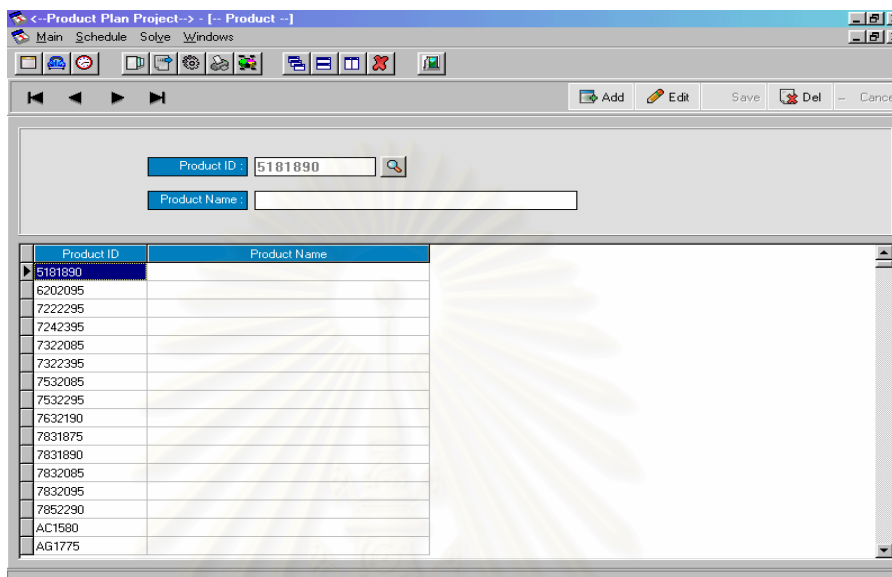 <--Product Plan Project--> - [-- Product --]
Main Schedule Solve Windows
Add Edit Save Del Cance
Product ID : 5181890
Product Name :
Product ID Product Name
5181890
6202095
7222295
7242395
7322085
7322395
7532085
7532295
7632190
7831875
7831890
7832085
7832095
7852290
AC1580
AG1775